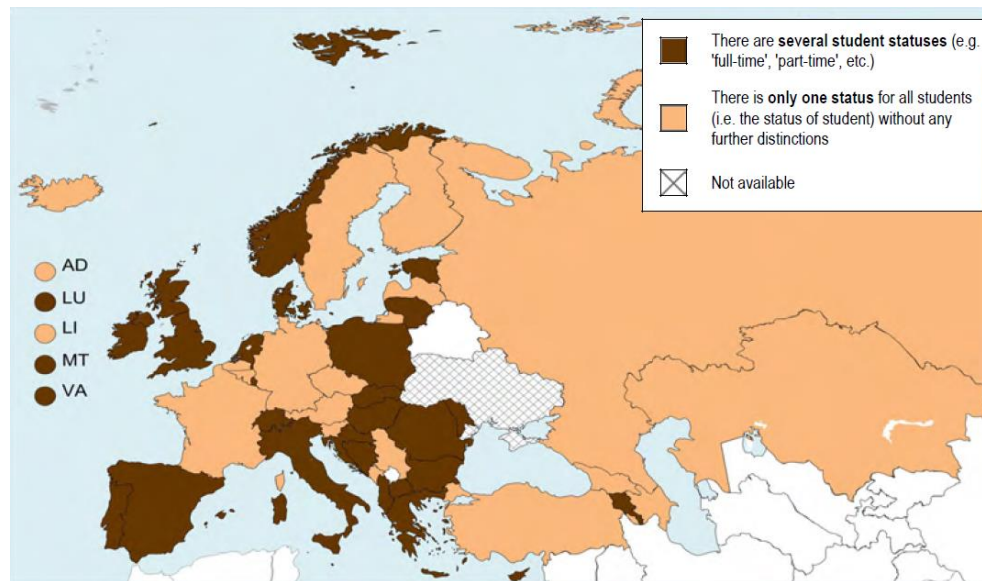 There are several student statuses (e.g.
'full-time', 'part-time', etc.)
There is only one status for all students
(i.e. the status of student) without any
further distinctions
Not available
AD
LU
LI
MT
VA